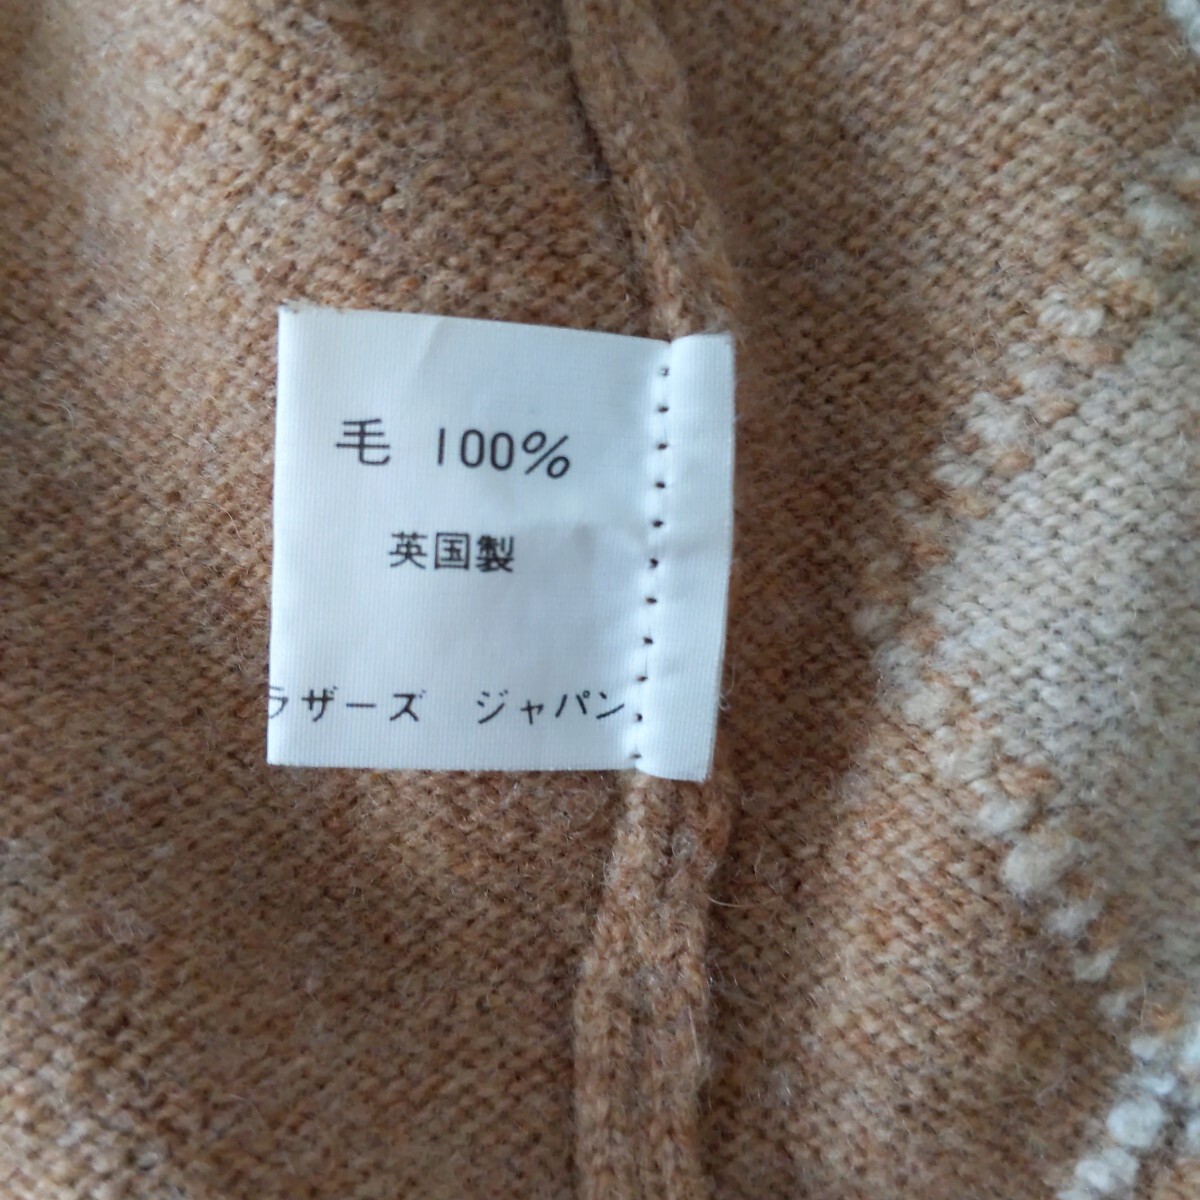 毛 100%
英国製
ラザーズ ジャパン